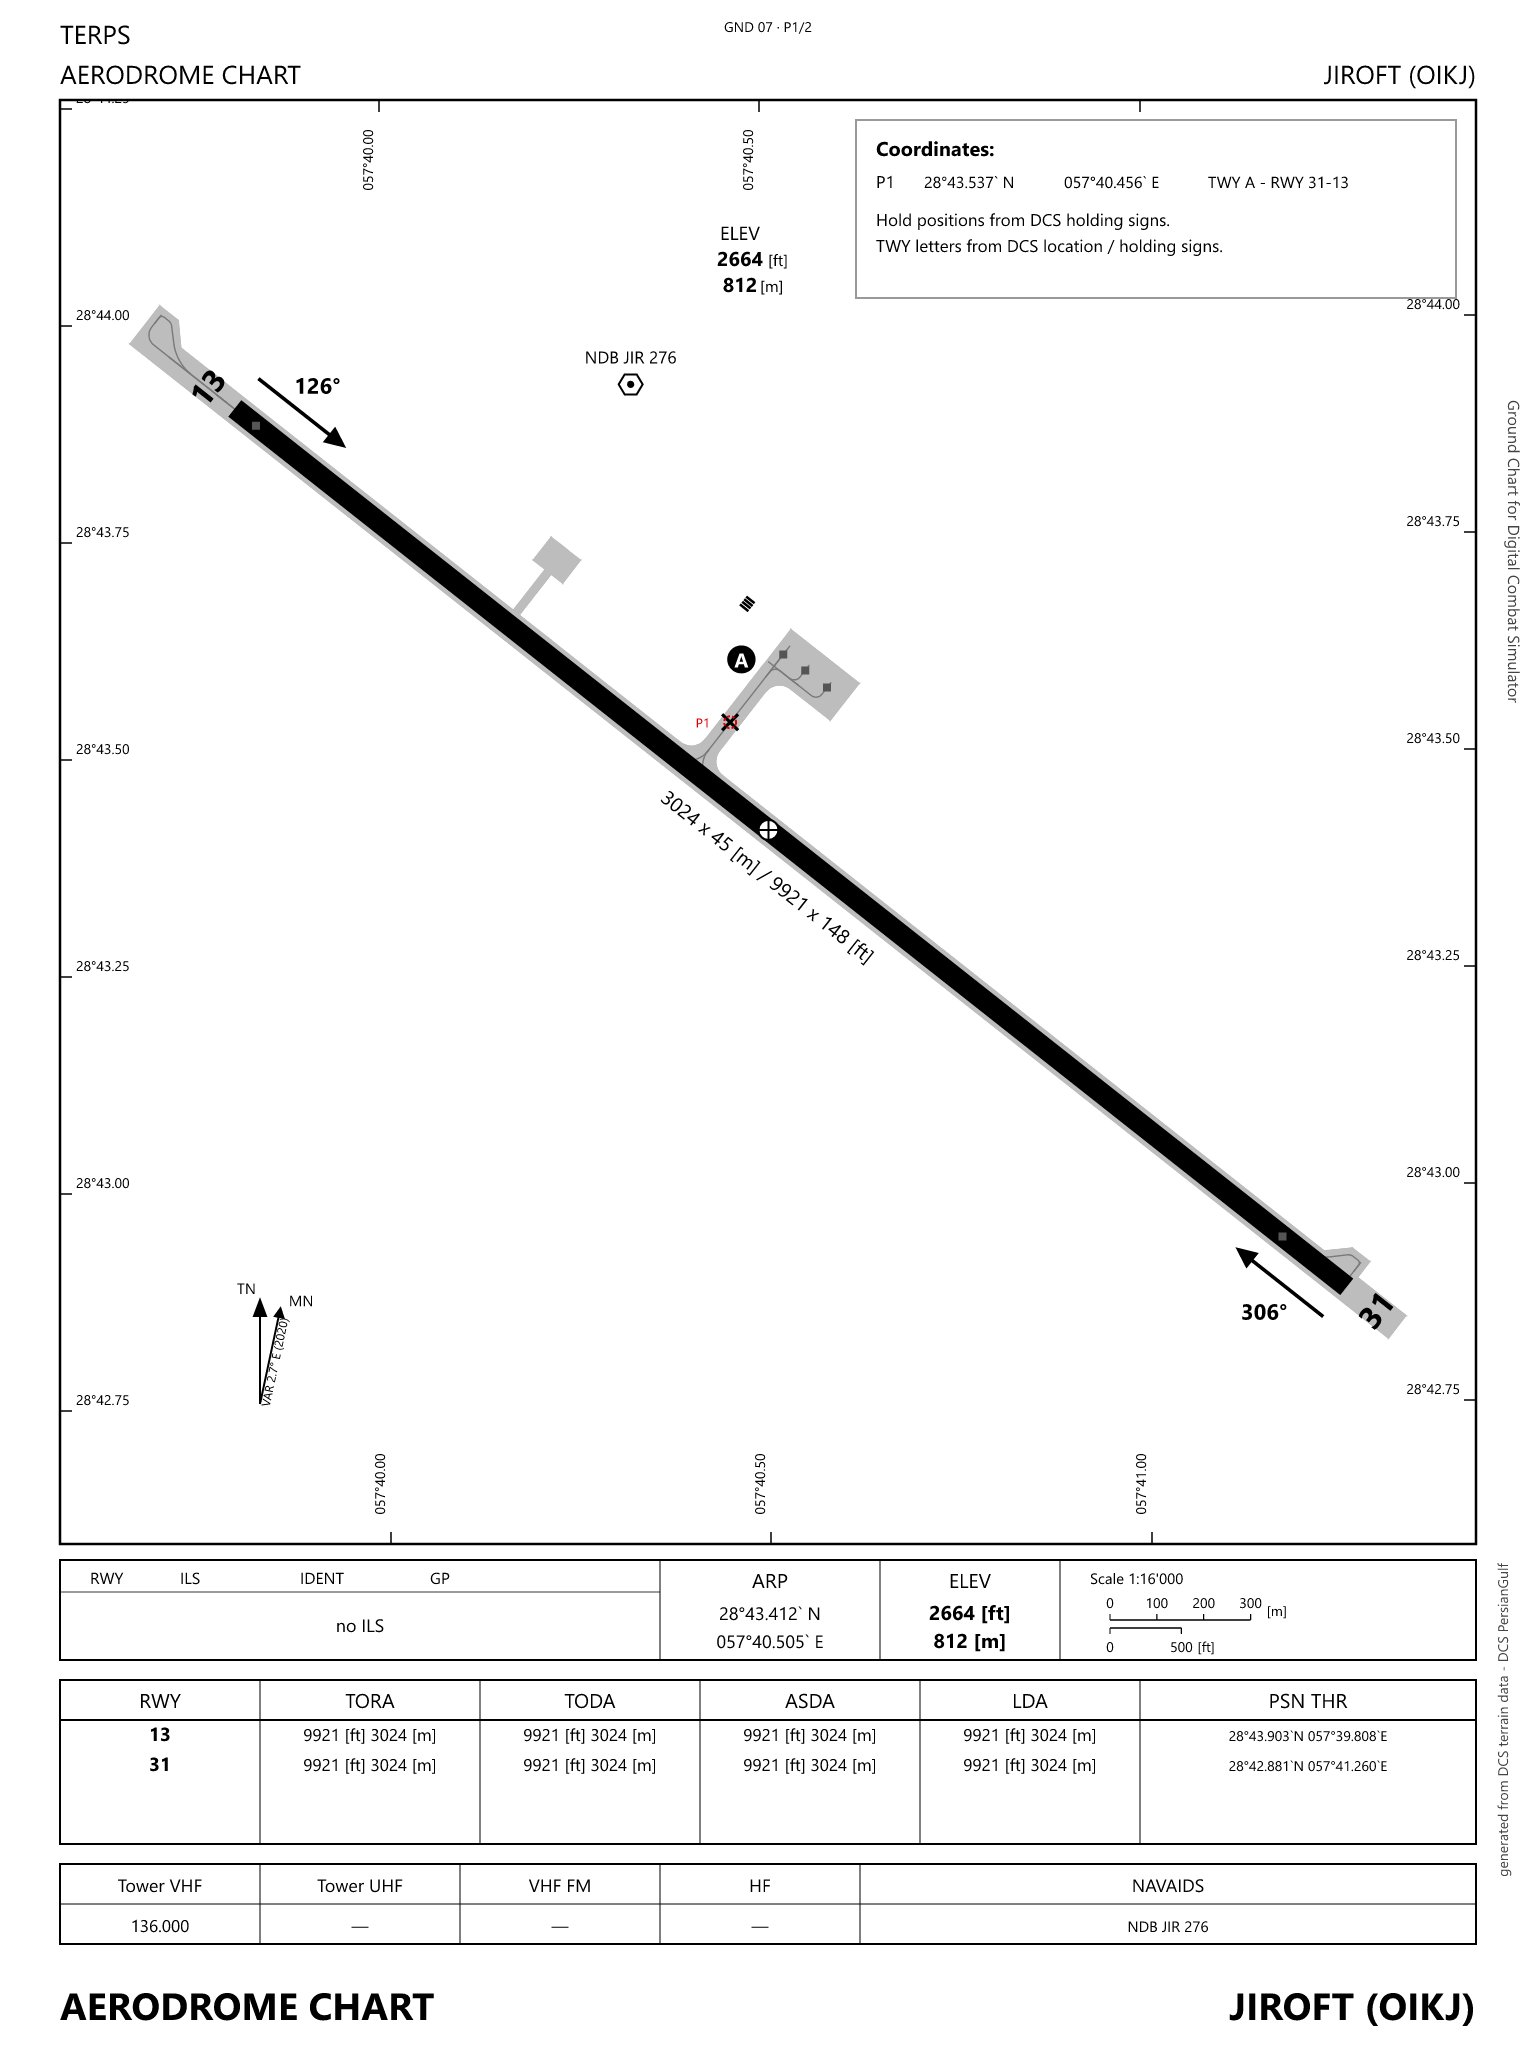 TERPS
GND 07 · P1/2
AERODROME CHART
JIROFT (OIKJ)
057°40.00
057°40.50
Coordinates:
P1 28°43.537` N 057°40.456` E TWY A - RWY 31-13
Hold positions from DCS holding signs.
TWY letters from DCS location / holding signs.
ELEV
2664 [ft]
812 [m]
28°44.00
28°44.00
NDB JIR 276
13
126°
Ground Chart for Digital Combat Simulator
28°43.75
28°43.75
A
P1
28°43.50
28°43.50
3024 x 45 [m] / 9921 x 148 [ft]
28°43.25
28°43.25
28°43.00
28°43.00
TN
MN
VAR 2.7° E (2020)
306°
31
28°42.75
28°42.75
057°40.00
057°40.50
057°41.00
RWY ILS IDENT GP
no ILS
ARP
28°43.412` N
057°40.505` E
ELEV
2664 [ft]
812 [m]
Scale 1:16'000
0 100 200 300 [m]
0 500 [ft]
generated from DCS terrain data - DCS PersianGulf
RWY TORA TODA ASDA LDA PSN THR
13 9921 [ft] 3024 [m] 9921 [ft] 3024 [m] 9921 [ft] 3024 [m] 9921 [ft] 3024 [m] 28°43.903`N 057°39.808`E
31 9921 [ft] 3024 [m] 9921 [ft] 3024 [m] 9921 [ft] 3024 [m] 9921 [ft] 3024 [m] 28°42.881`N 057°41.260`E
Tower VHF Tower UHF VHF FM HF NAVAIDS
136.000 — — — NDB JIR 276
AERODROME CHART
JIROFT (OIKJ)